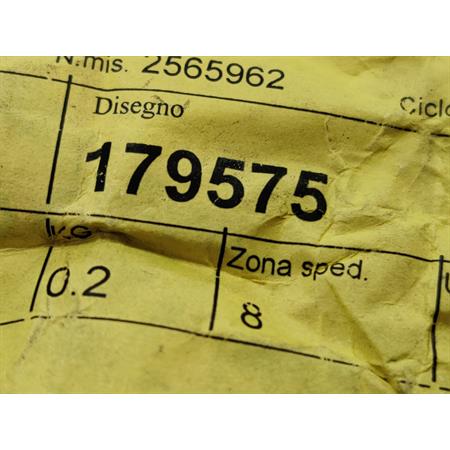 N.mis. 2565962
Disegno
Ciclo
179575
KG
Zona sped.
0.2
8